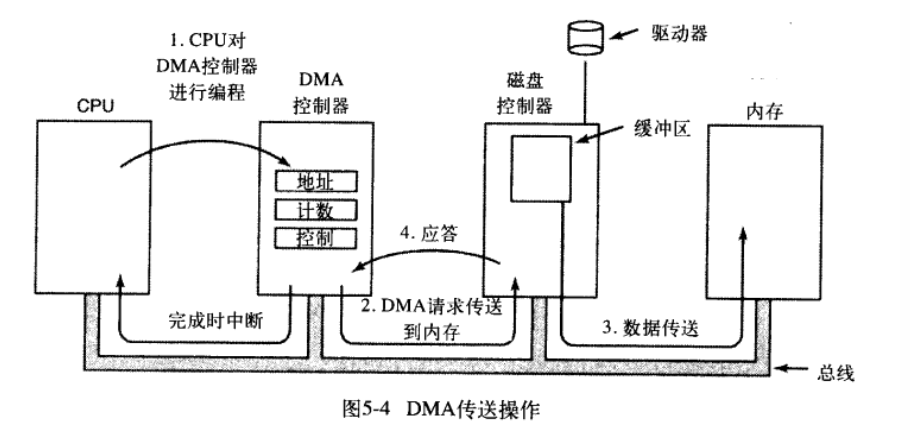 1. CPU对
DMA控制器
进行编程
驱动器
CPU
DMA
控制器
磁盘
控制器
缓冲区
内存
地址
计数
控制
4. 应答
完成时中断
2. DMA请求传送
到内存
3. 数据传送
总线
图5-4 DMA传送操作